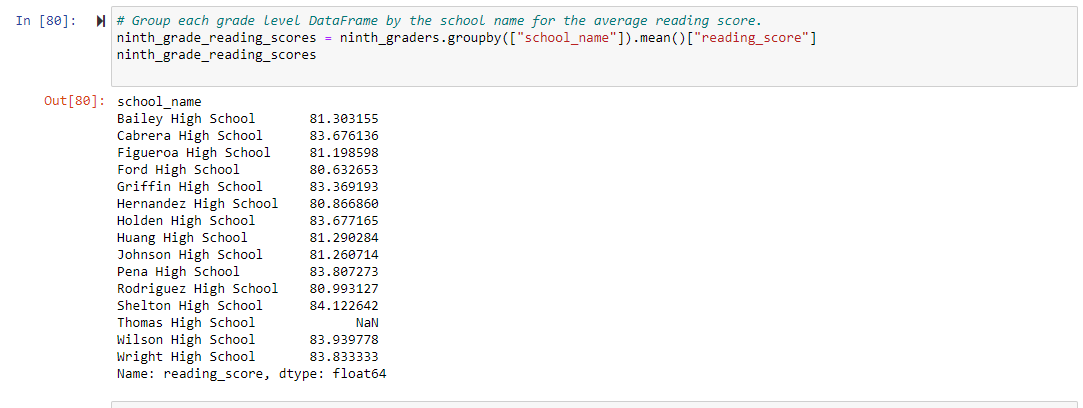 In [80]: # Group each grade level DataFrame by the school name for the average reading score.
ninth_grade_reading_scores = ninth_graders.groupby(["school_name"]).mean()["reading_score"]
ninth_grade_reading_scores
Out[80]: school_name
Bailey High School       81.303155
Cabrera High School      83.676136
Figueroa High School     81.198598
Ford High School         80.632653
Griffin High School      83.369193
Hernandez High School    80.866860
Holden High School       83.677165
Huang High School        81.290284
Johnson High School      81.260714
Pena High School         83.807273
Rodriguez High School    80.993127
Shelton High School      84.122642
Thomas High School             NaN
Wilson High School       83.939778
Wright High School       83.833333
Name: reading_score, dtype: float64